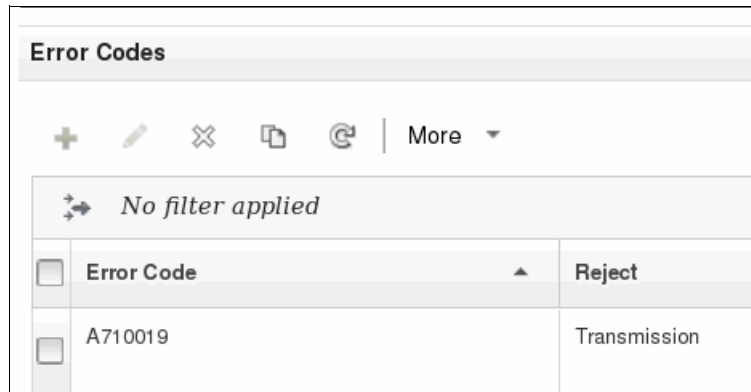 Error Codes
More
No filter applied
Error Code Reject
A710019 Transmission